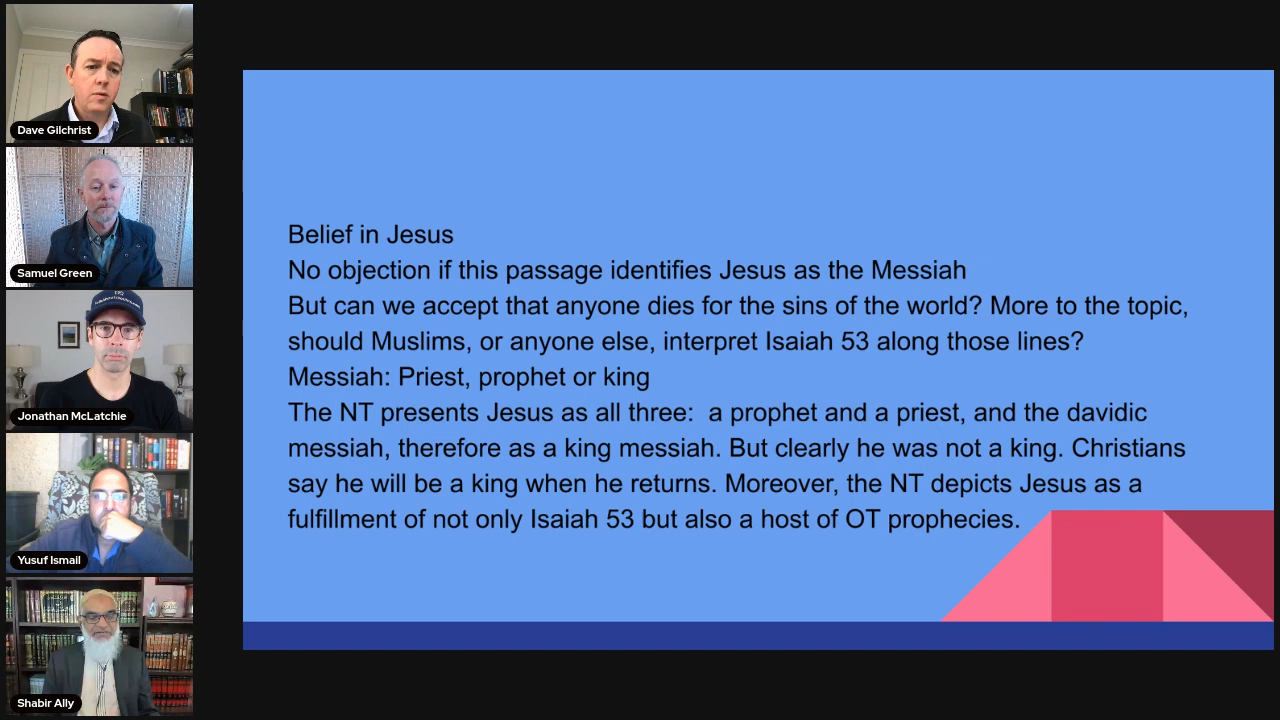 Dave Gilchrist
Samuel Green
Jonathan McLatchie
Yusuf Ismail
Shabir Ally
Belief in Jesus
No objection if this passage identifies Jesus as the Messiah
But can we accept that anyone dies for the sins of the world? More to the topic,
should Muslims, or anyone else, interpret Isaiah 53 along those lines?
Messiah: Priest, prophet or king
The NT presents Jesus as all three:  a prophet and a priest, and the davidic
messiah, therefore as a king messiah. But clearly he was not a king. Christians
say he will be a king when he returns. Moreover, the NT depicts Jesus as a
fulfillment of not only Isaiah 53 but also a host of OT prophecies.